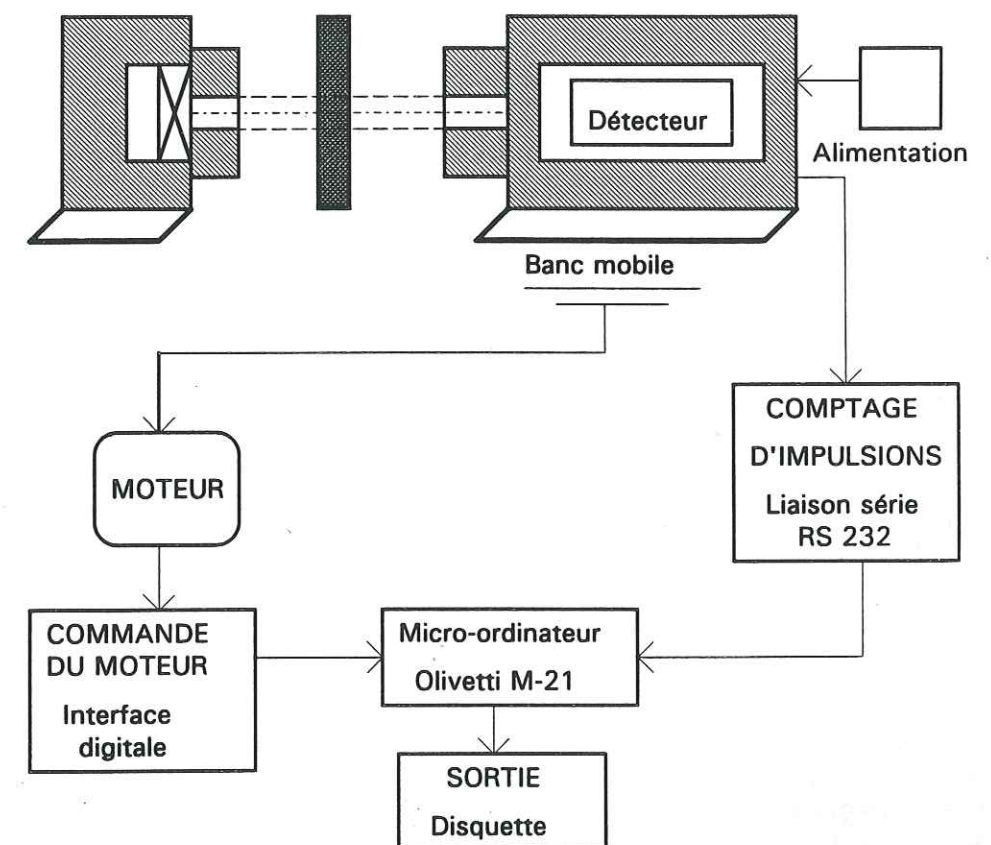 Détecteur
Alimentation
Banc mobile
COMPTAGE
D'IMPULSIONS
Liaison série
RS 232
MOTEUR
COMMANDE
DU MOTEUR
Interface
digitale
Micro-ordinateur
Olivetti M-21
SORTIE
Disquette